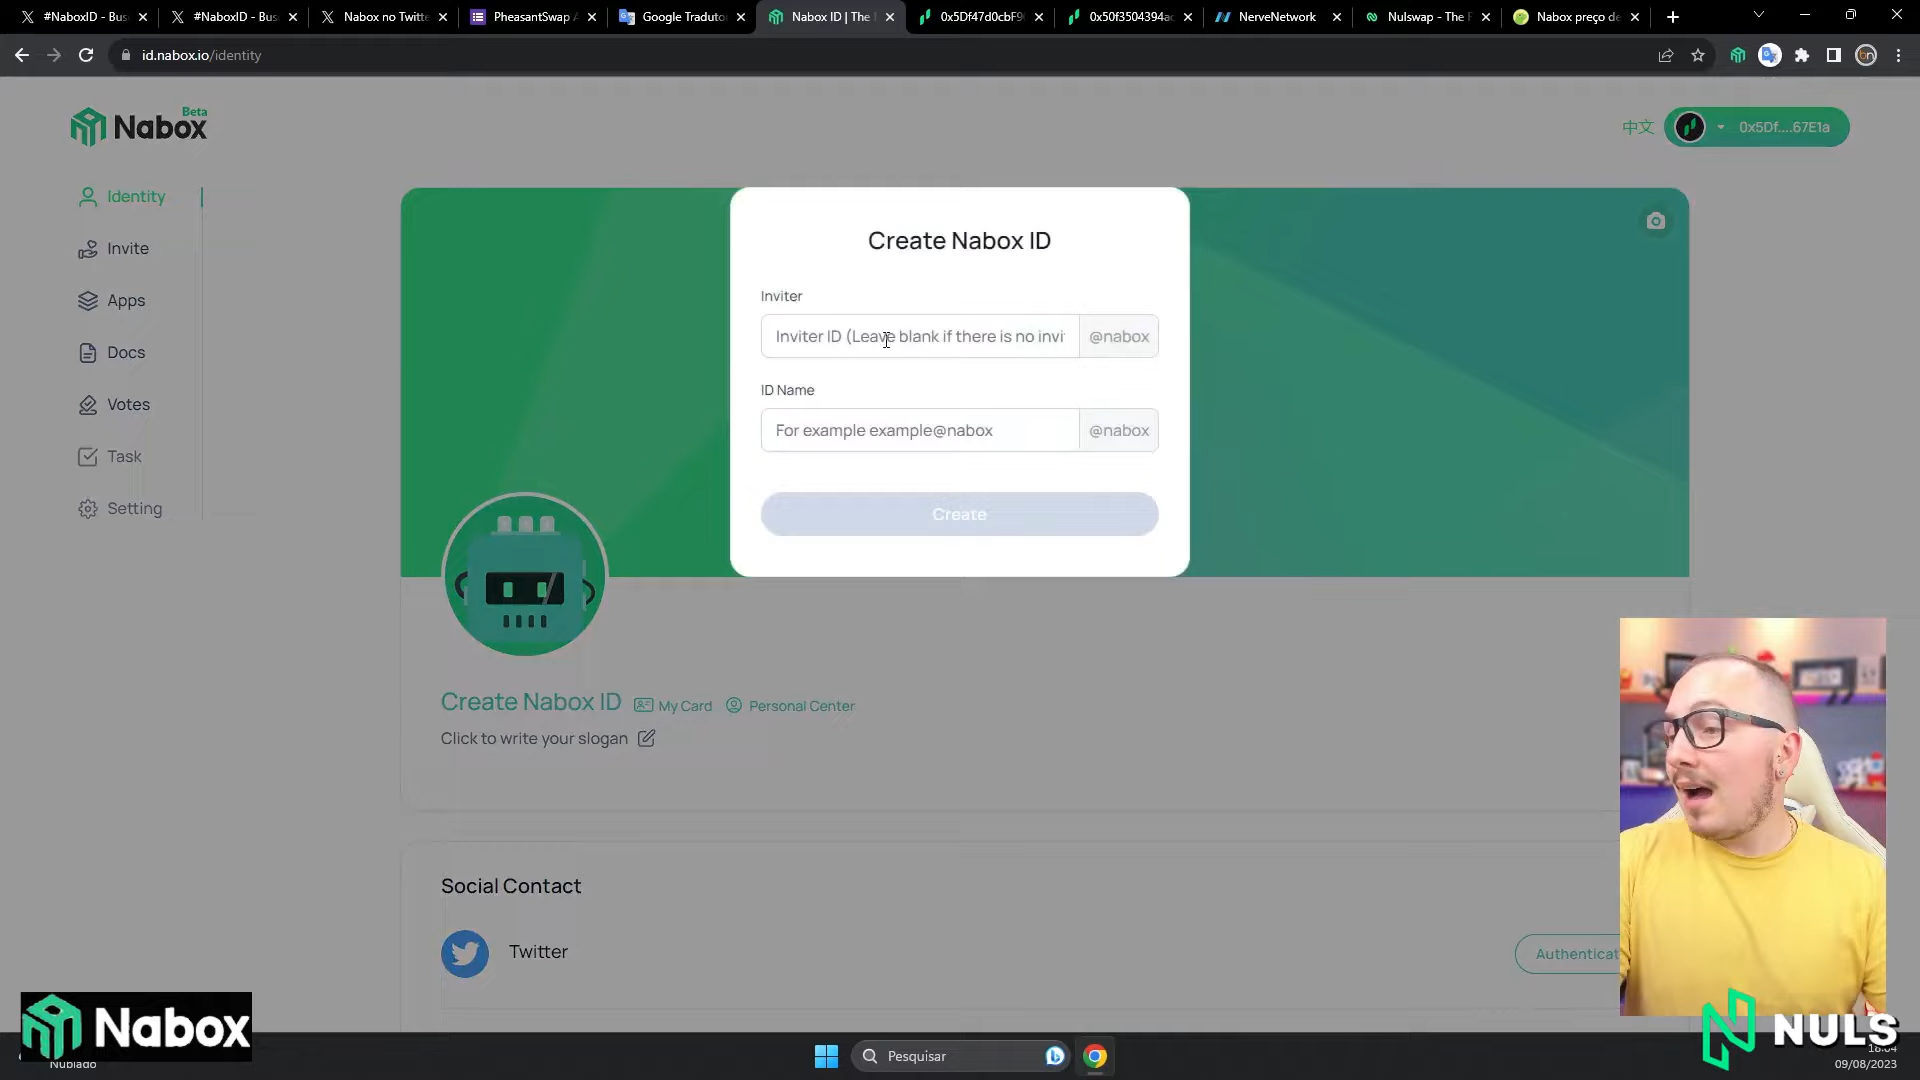 #NaboxID - Bus
#NaboxID - Bus
Nabox no Twitte
PheasantSwap A
Google Traduto
Nabox ID | The
0x5Df47d0cbF9
0x50f3504394a
NerveNetwork
Nulswap - The F
Nabox preço de
id.nabox.io/identity
Nabox
Beta
中文
0x5Df....67E1a
Identity
Invite
Apps
Docs
Votes
Task
Setting
Create Nabox ID
Inviter
Inviter ID (Leave blank if there is no invi
@nabox
ID Name
For example example@nabox
@nabox
Create
Create Nabox ID
My Card
Personal Center
Click to write your slogan
Social Contact
Twitter
Authenticat
Nabox
NULS
Nublado
Pesquisar
18:04
09/08/2023